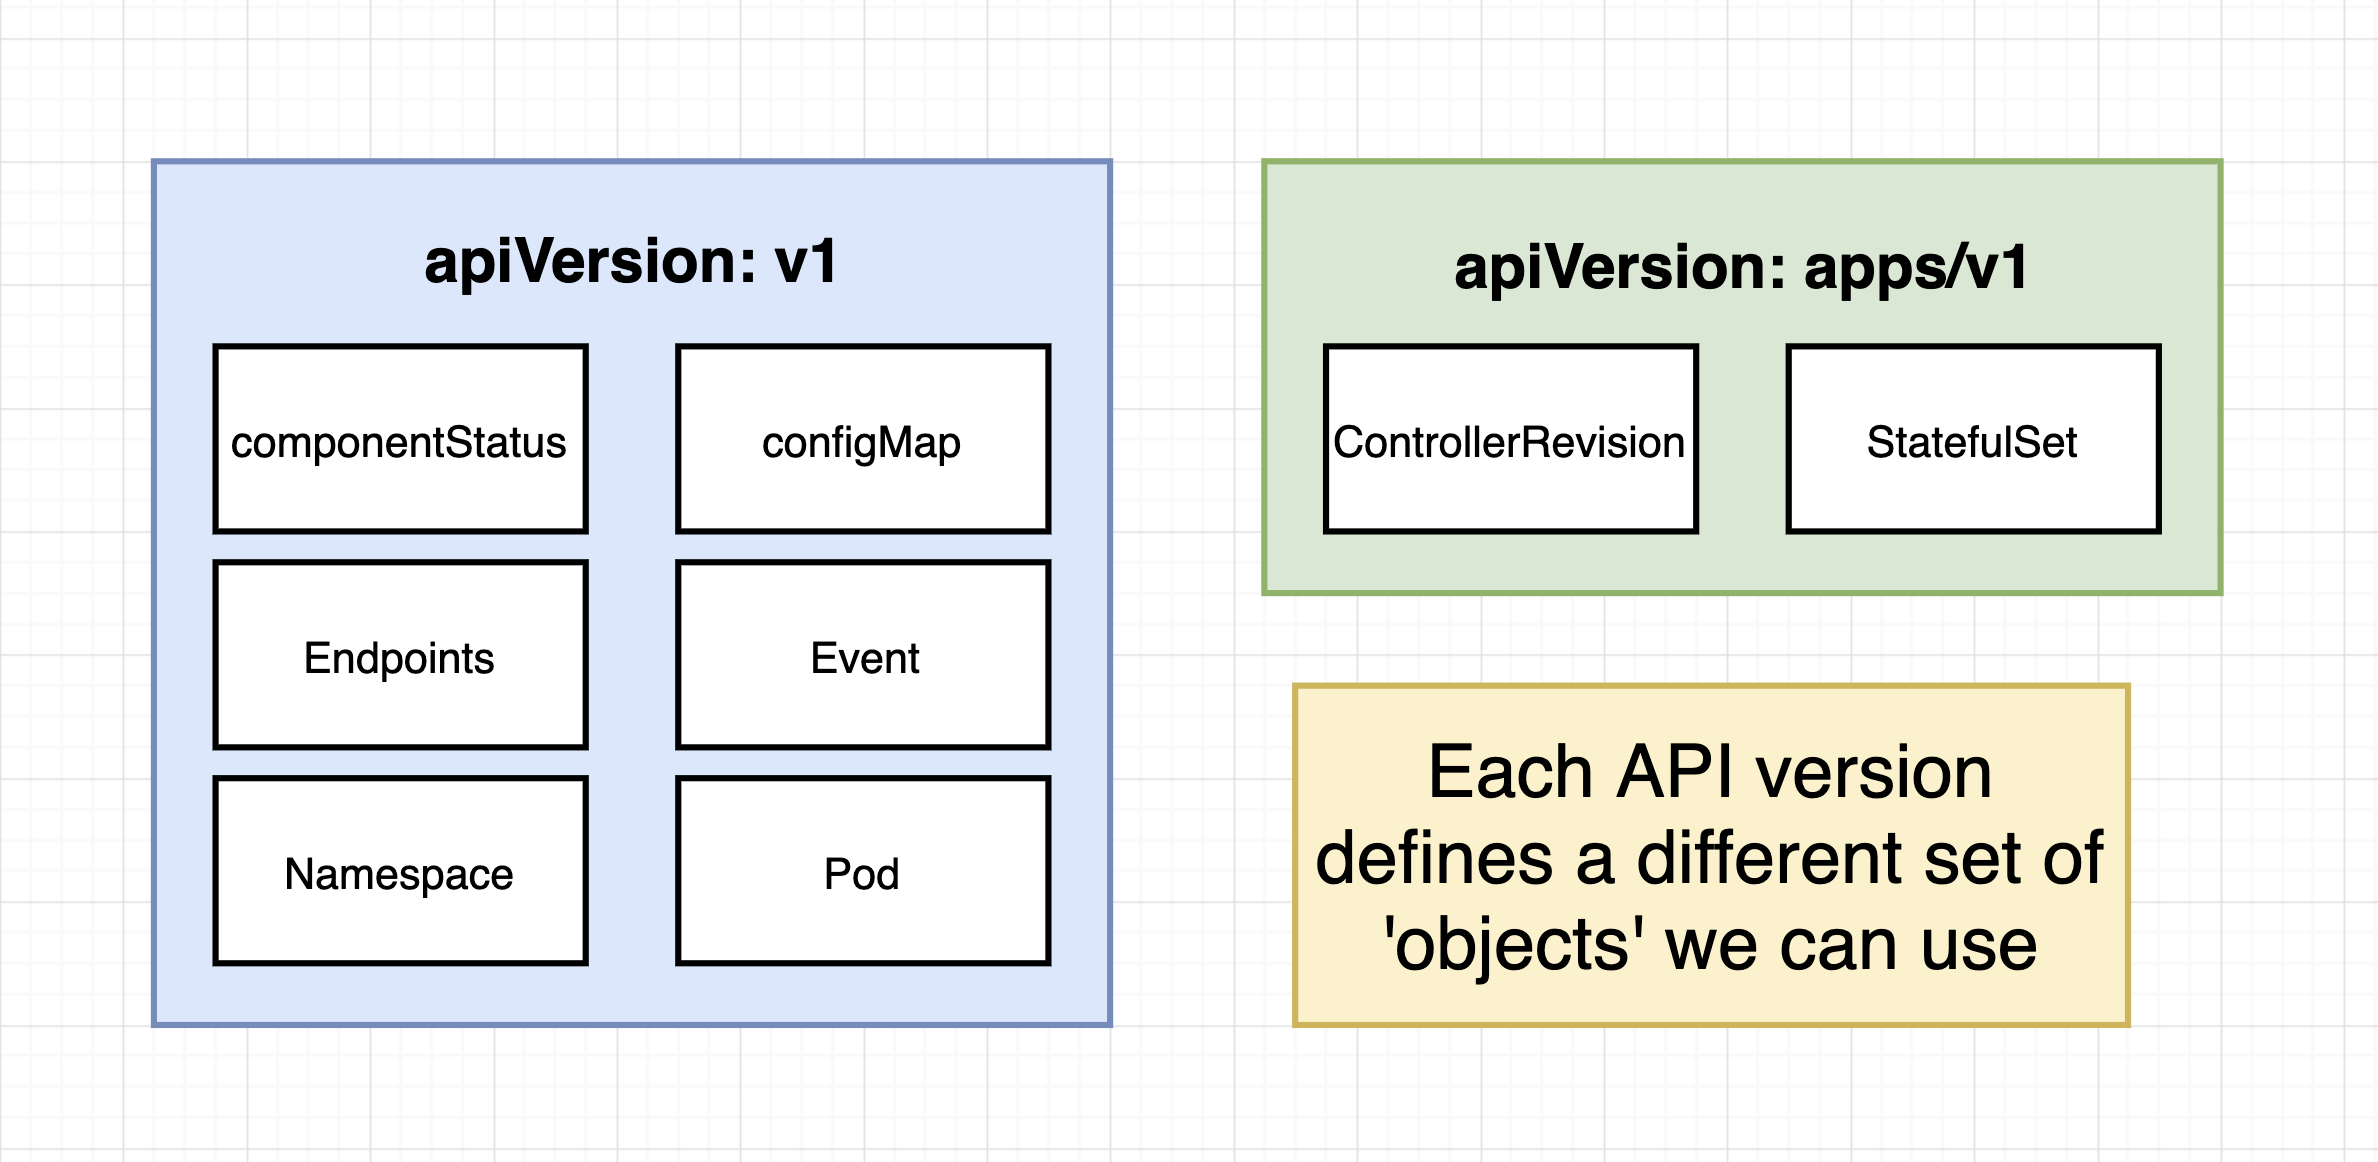 apiVersion: v1
componentStatus
configMap
Endpoints
Event
Namespace
Pod
apiVersion: apps/v1
ControllerRevision
StatefulSet
Each API version
defines a different set of
'objects' we can use